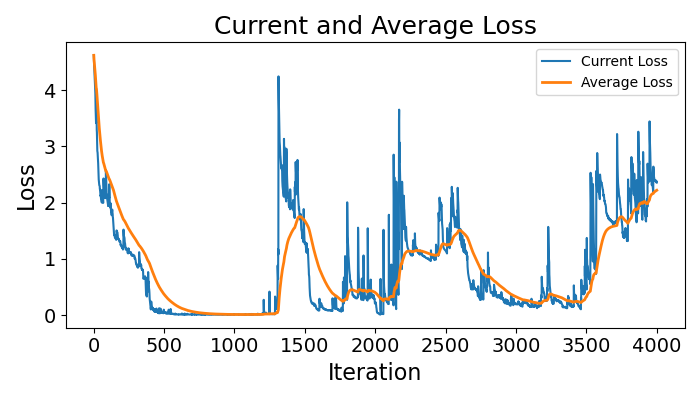 Current and Average Loss
Current Loss
Average Loss
Loss
4
3
2
1
0
0 500 1000 1500 2000 2500 3000 3500 4000
Iteration